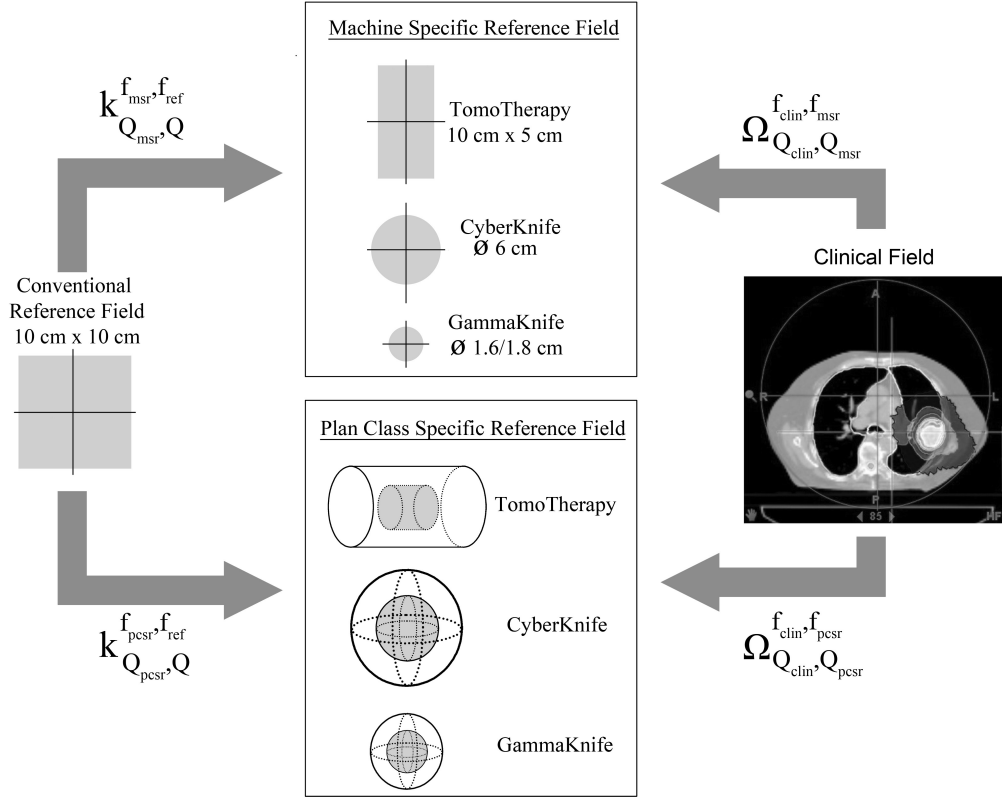 Machine Specific Reference Field
TomoTherapy
10 cm x 5 cm
CyberKnife
Ø 6 cm
GammaKnife
Ø 1.6/1.8 cm
k f_msr,f_ref Q_msr,Q
Conventional
Reference Field
10 cm x 10 cm
k f_pcsr,f_ref Q_pcsr,Q
Plan Class Specific Reference Field
TomoTherapy
CyberKnife
GammaKnife
Ω f_clin,f_msr Q_clin,Q_msr
Clinical Field
A
R
L
P
85
HF
Ω f_clin,f_pcsr Q_clin,Q_pcsr